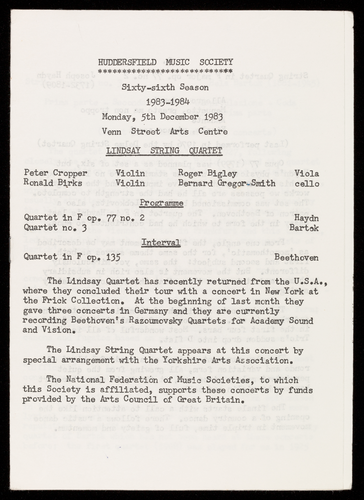 HUDDERSFIELD MUSIC SOCIETY
****************************
Sixty-sixth Season
1983-1984
Monday, 5th December 1983
Venn Street Arts Centre
LINDSAY STRING QUARTET
Peter Cropper Violin Roger Bigley Viola
Ronald Birks Violin Bernard Gregor-Smith cello
Programme
Quartet in F op. 77 no. 2 Haydn
Quartet no. 3 Bartok
Interval
Quartet in F op. 135 Beethoven
The Lindsay Quartet has recently returned from the U.S.A.,
where they concluded their tour with a concert in New York at
the Frick Collection. At the beginning of last month they
gave three concerts in Germany and they are currently
recording Beethoven's Razoumovsky Quartets for Academy Sound
and Vision.
The Lindsay String Quartet appears at this concert by
special arrangement with the Yorkshire Arts Association.
The National Federation of Music Societies, to which
this Society is affiliated, supports these concerts by funds
provided by the Arts Council of Great Britain.